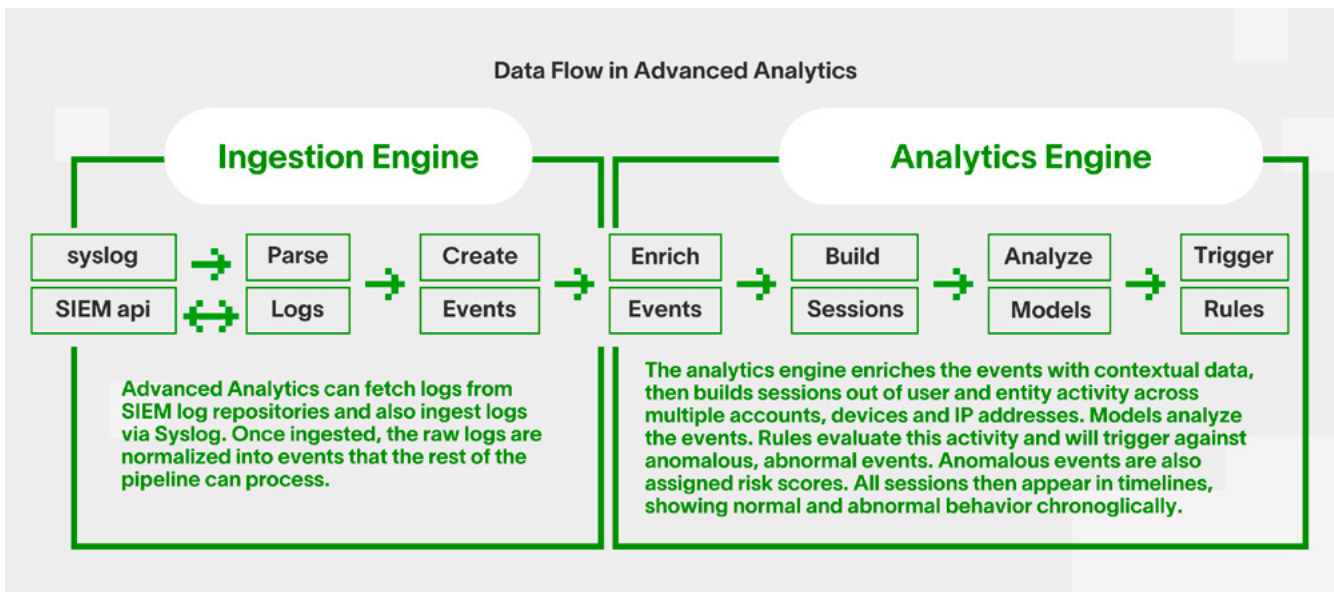 Data Flow in Advanced Analytics
Ingestion Engine
Analytics Engine
syslog
Parse
Create
Enrich
Build
Analyze
Trigger
SIEM api
Logs
Events
Events
Sessions
Models
Rules
Advanced Analytics can fetch logs from
SIEM log repositories and also ingest logs
via Syslog. Once ingested, the raw logs are
normalized into events that the rest of the
pipeline can process.
The analytics engine enriches the events with contextual data,
then builds sessions out of user and entity activity across
multiple accounts, devices and IP addresses. Models analyze
the events. Rules evaluate this activity and will trigger against
anomalous, abnormal events. Anomalous events are also
assigned risk scores. All sessions then appear in timelines,
showing normal and abnormal behavior chronoglically.